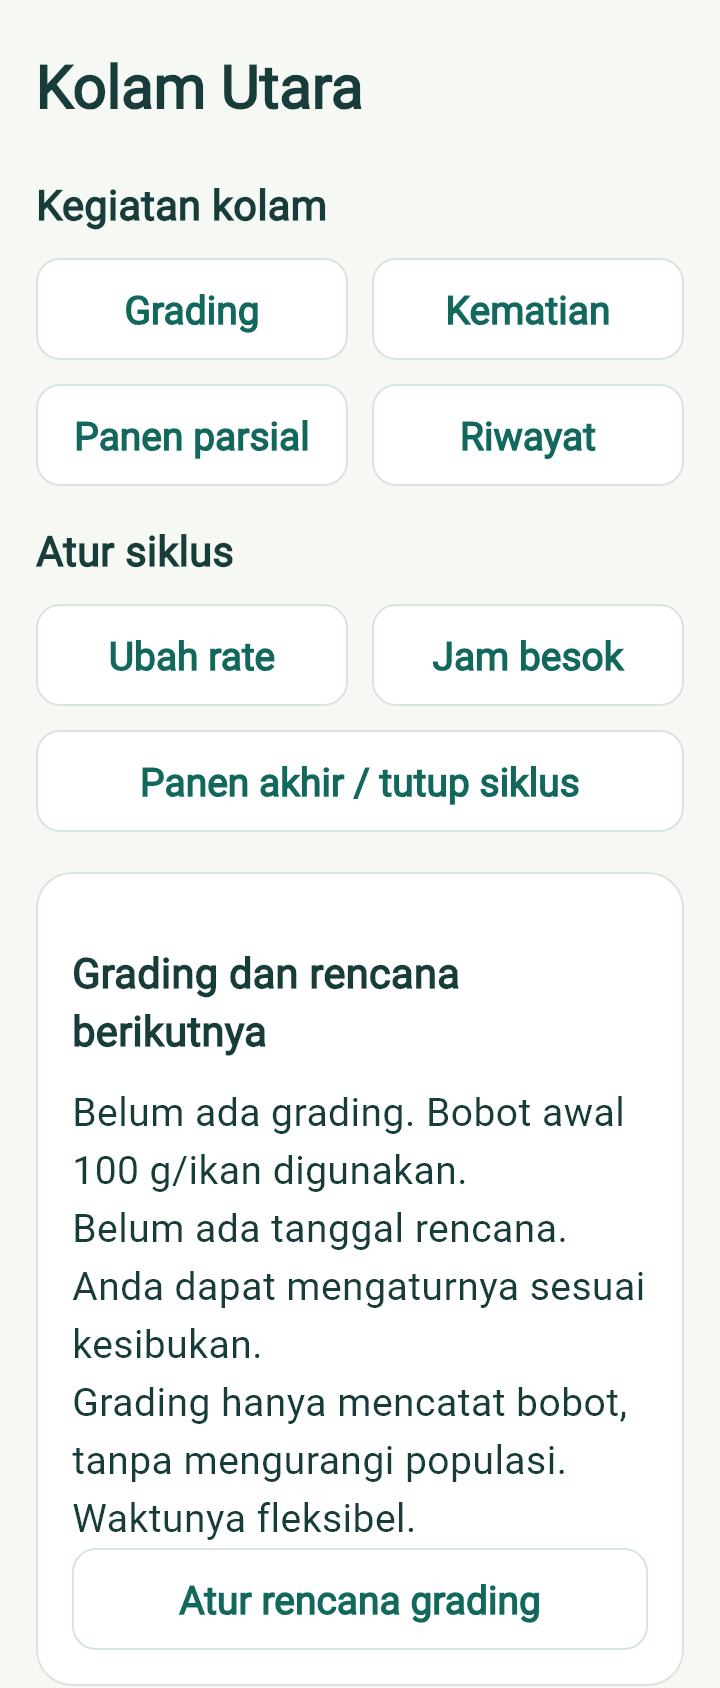 Kolam Utara
Kegiatan kolam
Grading
Kematian
Panen parsial
Riwayat
Atur siklus
Ubah rate
Jam besok
Panen akhir / tutup siklus
Grading dan rencana
berikutnya
Belum ada grading. Bobot awal
100 g/ikan digunakan.
Belum ada tanggal rencana.
Anda dapat mengaturnya sesuai
kesibukan.
Grading hanya mencatat bobot,
tanpa mengurangi populasi.
Waktunya fleksibel.
Atur rencana grading